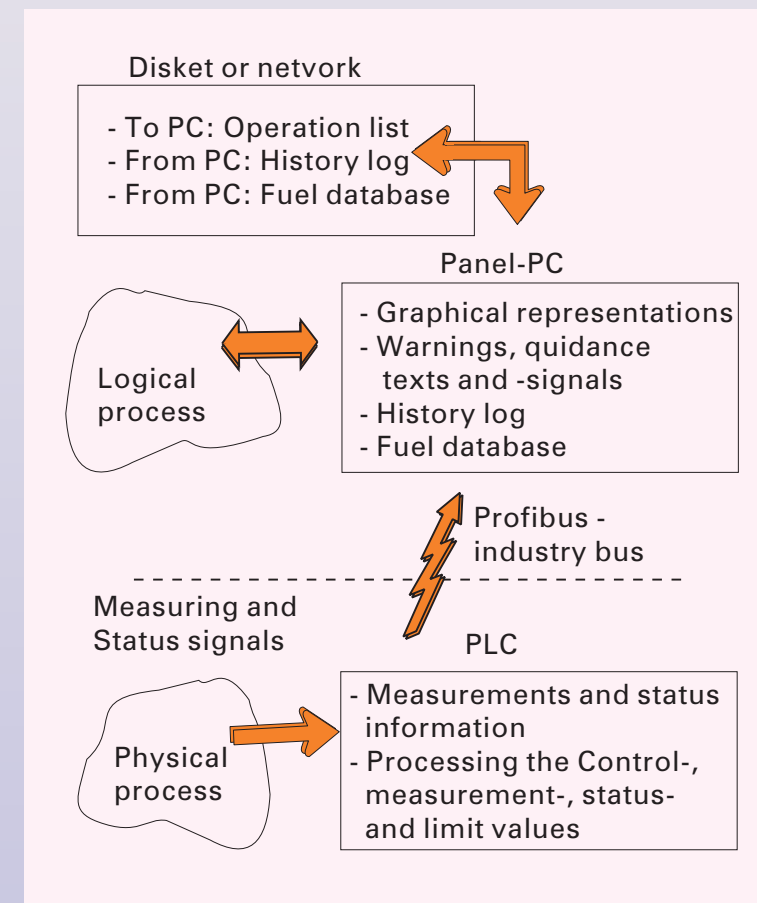 Disket or netvork
- To PC: Operation list
- From PC: History log
- From PC: Fuel database
Panel-PC
- Graphical representations
- Warnings, quidance
texts and -signals
- History log
- Fuel database
Logical
process
Profibus -
industry bus
Measuring and
Status signals
PLC
- Measurements and status
information
- Processing the Control-,
measurement-, status-
and limit values
Physical
process